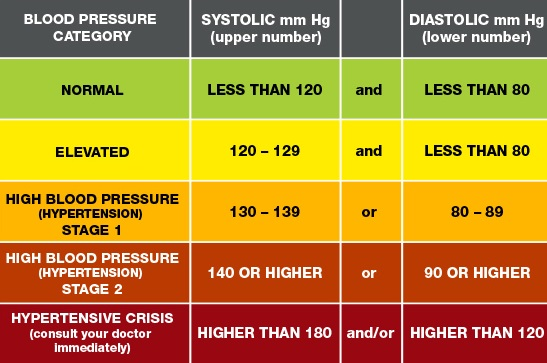 BLOOD PRESSURE
CATEGORY
SYSTOLIC mm Hg
(upper number)
DIASTOLIC mm Hg
(lower number)
NORMAL
LESS THAN 120
and
LESS THAN 80
ELEVATED
120 – 129
and
LESS THAN 80
HIGH BLOOD PRESSURE
(HYPERTENSION)
STAGE 1
130 – 139
or
80 – 89
HIGH BLOOD PRESSURE
(HYPERTENSION)
STAGE 2
140 OR HIGHER
or
90 OR HIGHER
HYPERTENSIVE CRISIS
(consult your doctor
immediately)
HIGHER THAN 180
and/or
HIGHER THAN 120